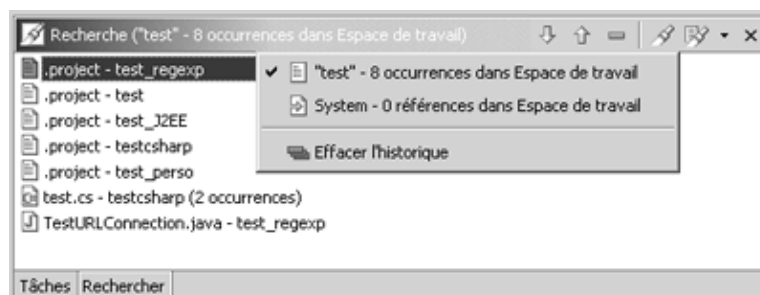 Recherche ("test" - 8 occurrences dans Espace de travail)
.project - test_regexp
.project - test
.project - test_J2EE
.project - testcsharp
.project - test_perso
test.cs - testcsharp (2 occurrences)
TestURLConnection.java - test_regexp
"test" - 8 occurrences dans Espace de travail
System - 0 références dans Espace de travail
Effacer l'historique
Tâches Rechercher